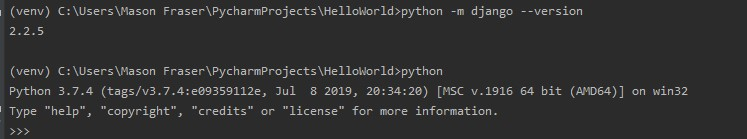 (venv) C:\Users\Mason Fraser\PycharmProjects\HelloWorld>python -m django --version
2.2.5
(venv) C:\Users\Mason Fraser\PycharmProjects\HelloWorld>python
Python 3.7.4 (tags/v3.7.4:e09359112e, Jul  8 2019, 20:34:20) [MSC v.1916 64 bit (AMD64)] on win32
Type "help", "copyright", "credits" or "license" for more information.
>>>